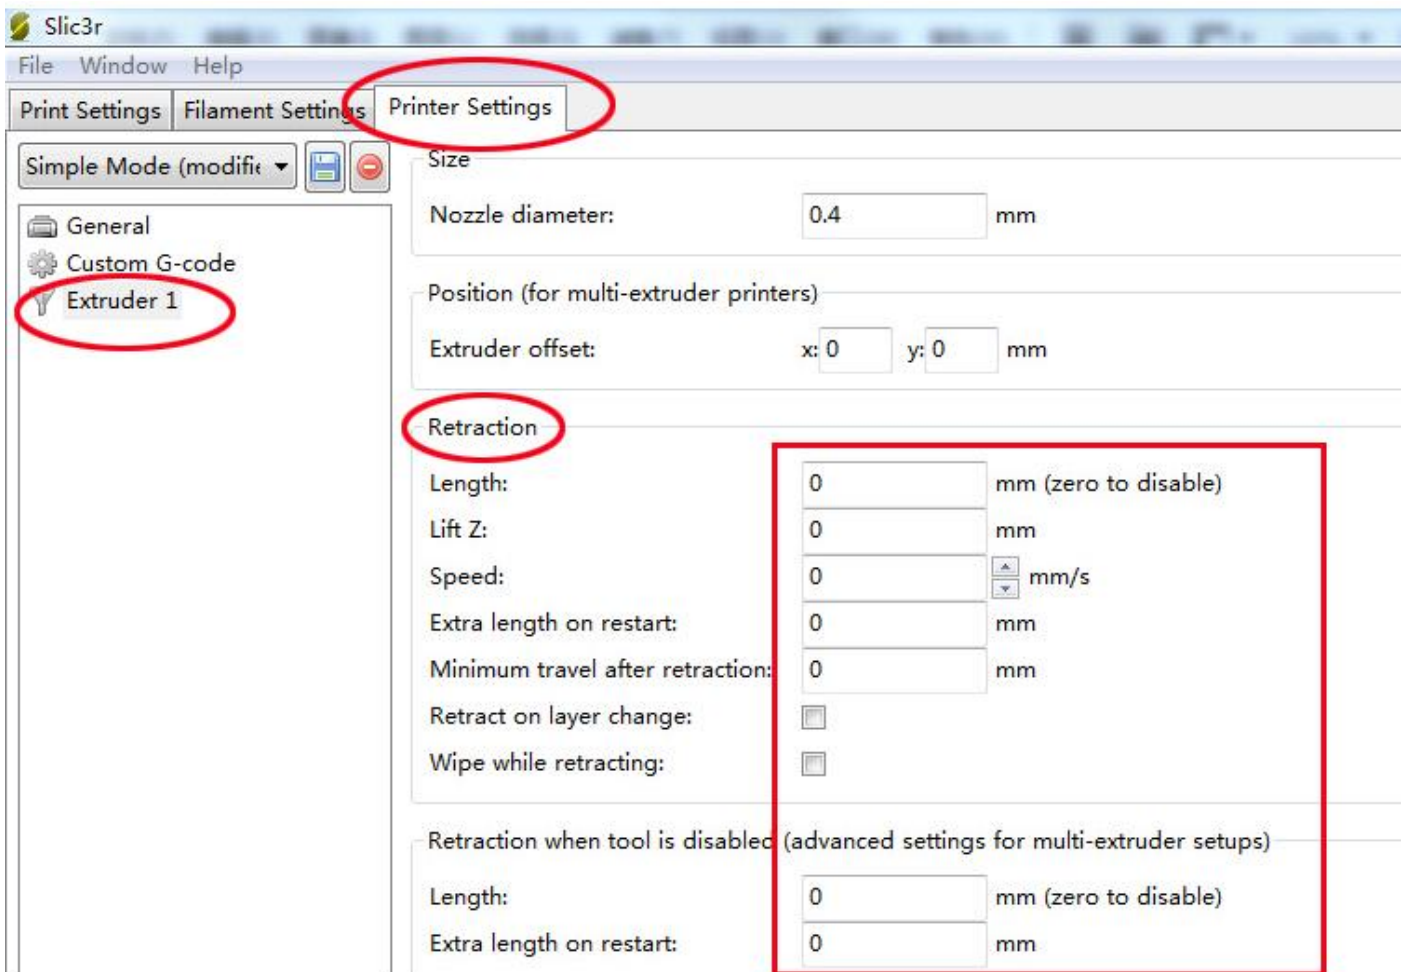 Slic3r
File Window Help
Print Settings Filament Settings Printer Settings
Simple Mode (modifie
General
Custom G-code
Extruder 1
Size
Nozzle diameter: 0.4 mm
Position (for multi-extruder printers)
Extruder offset: x: 0 y: 0 mm
Retraction
Length: 0 mm (zero to disable)
Lift Z: 0 mm
Speed: 0 mm/s
Extra length on restart: 0 mm
Minimum travel after retraction: 0 mm
Retract on layer change:
Wipe while retracting:
Retraction when tool is disabled (advanced settings for multi-extruder setups)
Length: 0 mm (zero to disable)
Extra length on restart: 0 mm